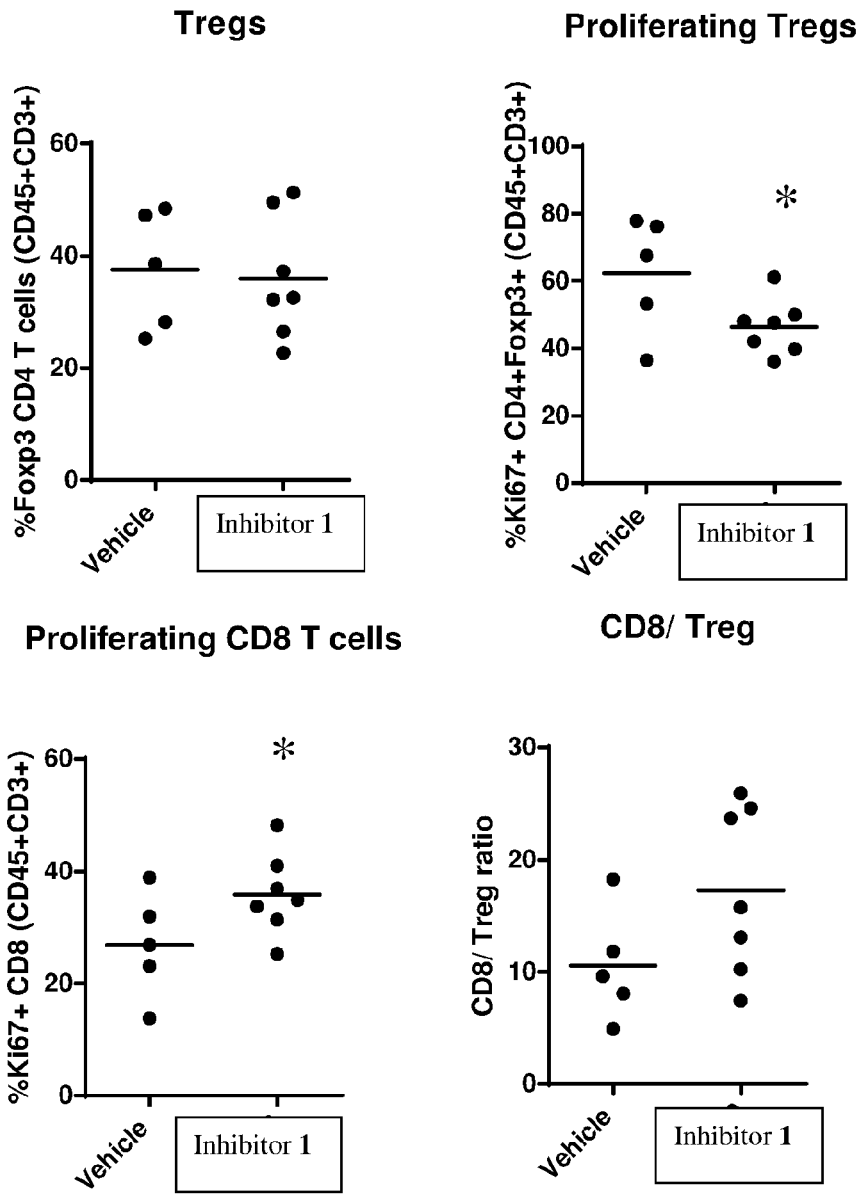 Tregs
%Foxp3 CD4 T cells (CD45+CD3+)
60
40
20
0
Vehicle
Inhibitor 1
Proliferating Tregs
%Ki67+ CD4+Foxp3+ (CD45+CD3+)
100
80
60
40
20
0
*
Vehicle
Inhibitor 1
Proliferating CD8 T cells
%Ki67+ CD8 (CD45+CD3+)
60
40
20
0
*
Vehicle
Inhibitor 1
CD8/ Treg
CD8/ Treg ratio
30
20
10
0
Vehicle
Inhibitor 1